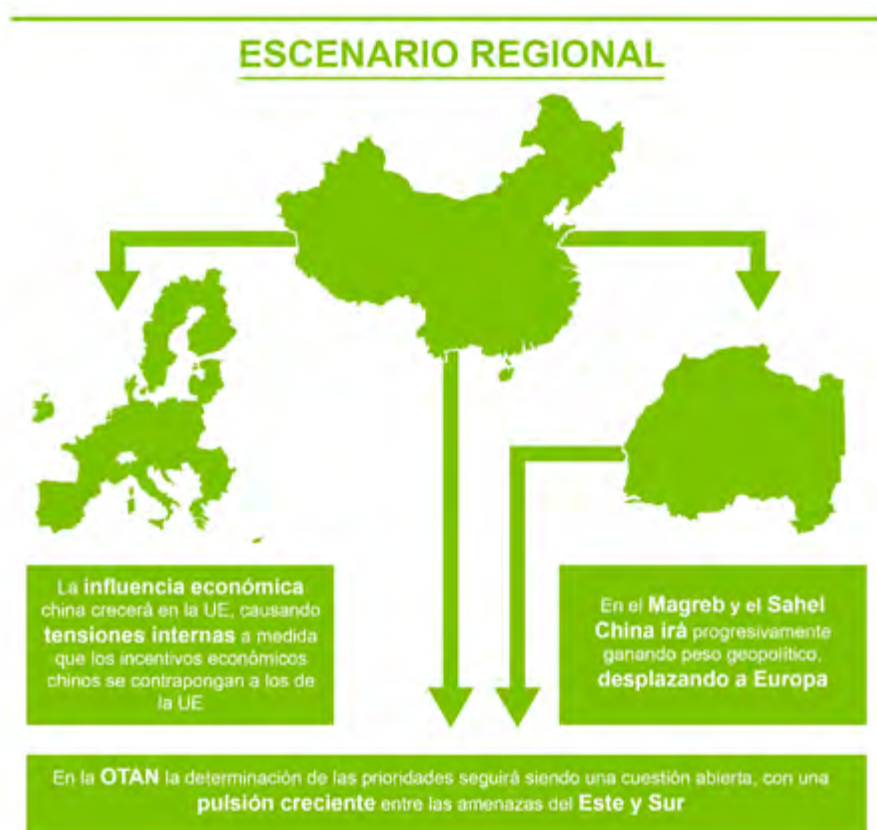 ESCENARIO REGIONAL
La influencia económica
china crecerá en la UE, causando
tensiones internas a medida
que los incentivos económicos
chinos se contrapongan a los de
la UE
En el Magreb y el Sahel
China irá progresivamente
ganando peso geopolítico,
desplazando a Europa
En la OTAN la determinación de las prioridades seguirá siendo una cuestión abierta, con una
pulsión creciente entre las amenazas del Este y Sur